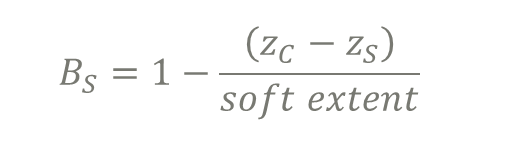 B_S = 1 − (z_C − z_S) / soft extent